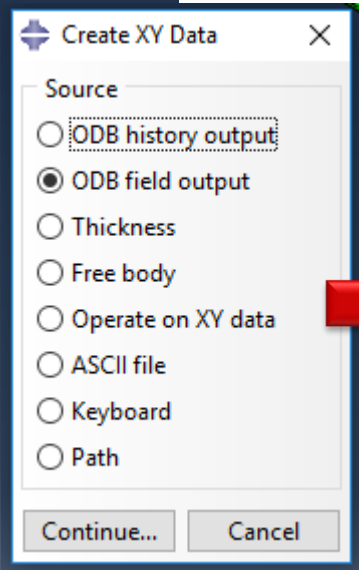 Create XY Data
Source
ODB history output
ODB field output
Thickness
Free body
Operate on XY data
ASCII file
Keyboard
Path
Continue... Cancel